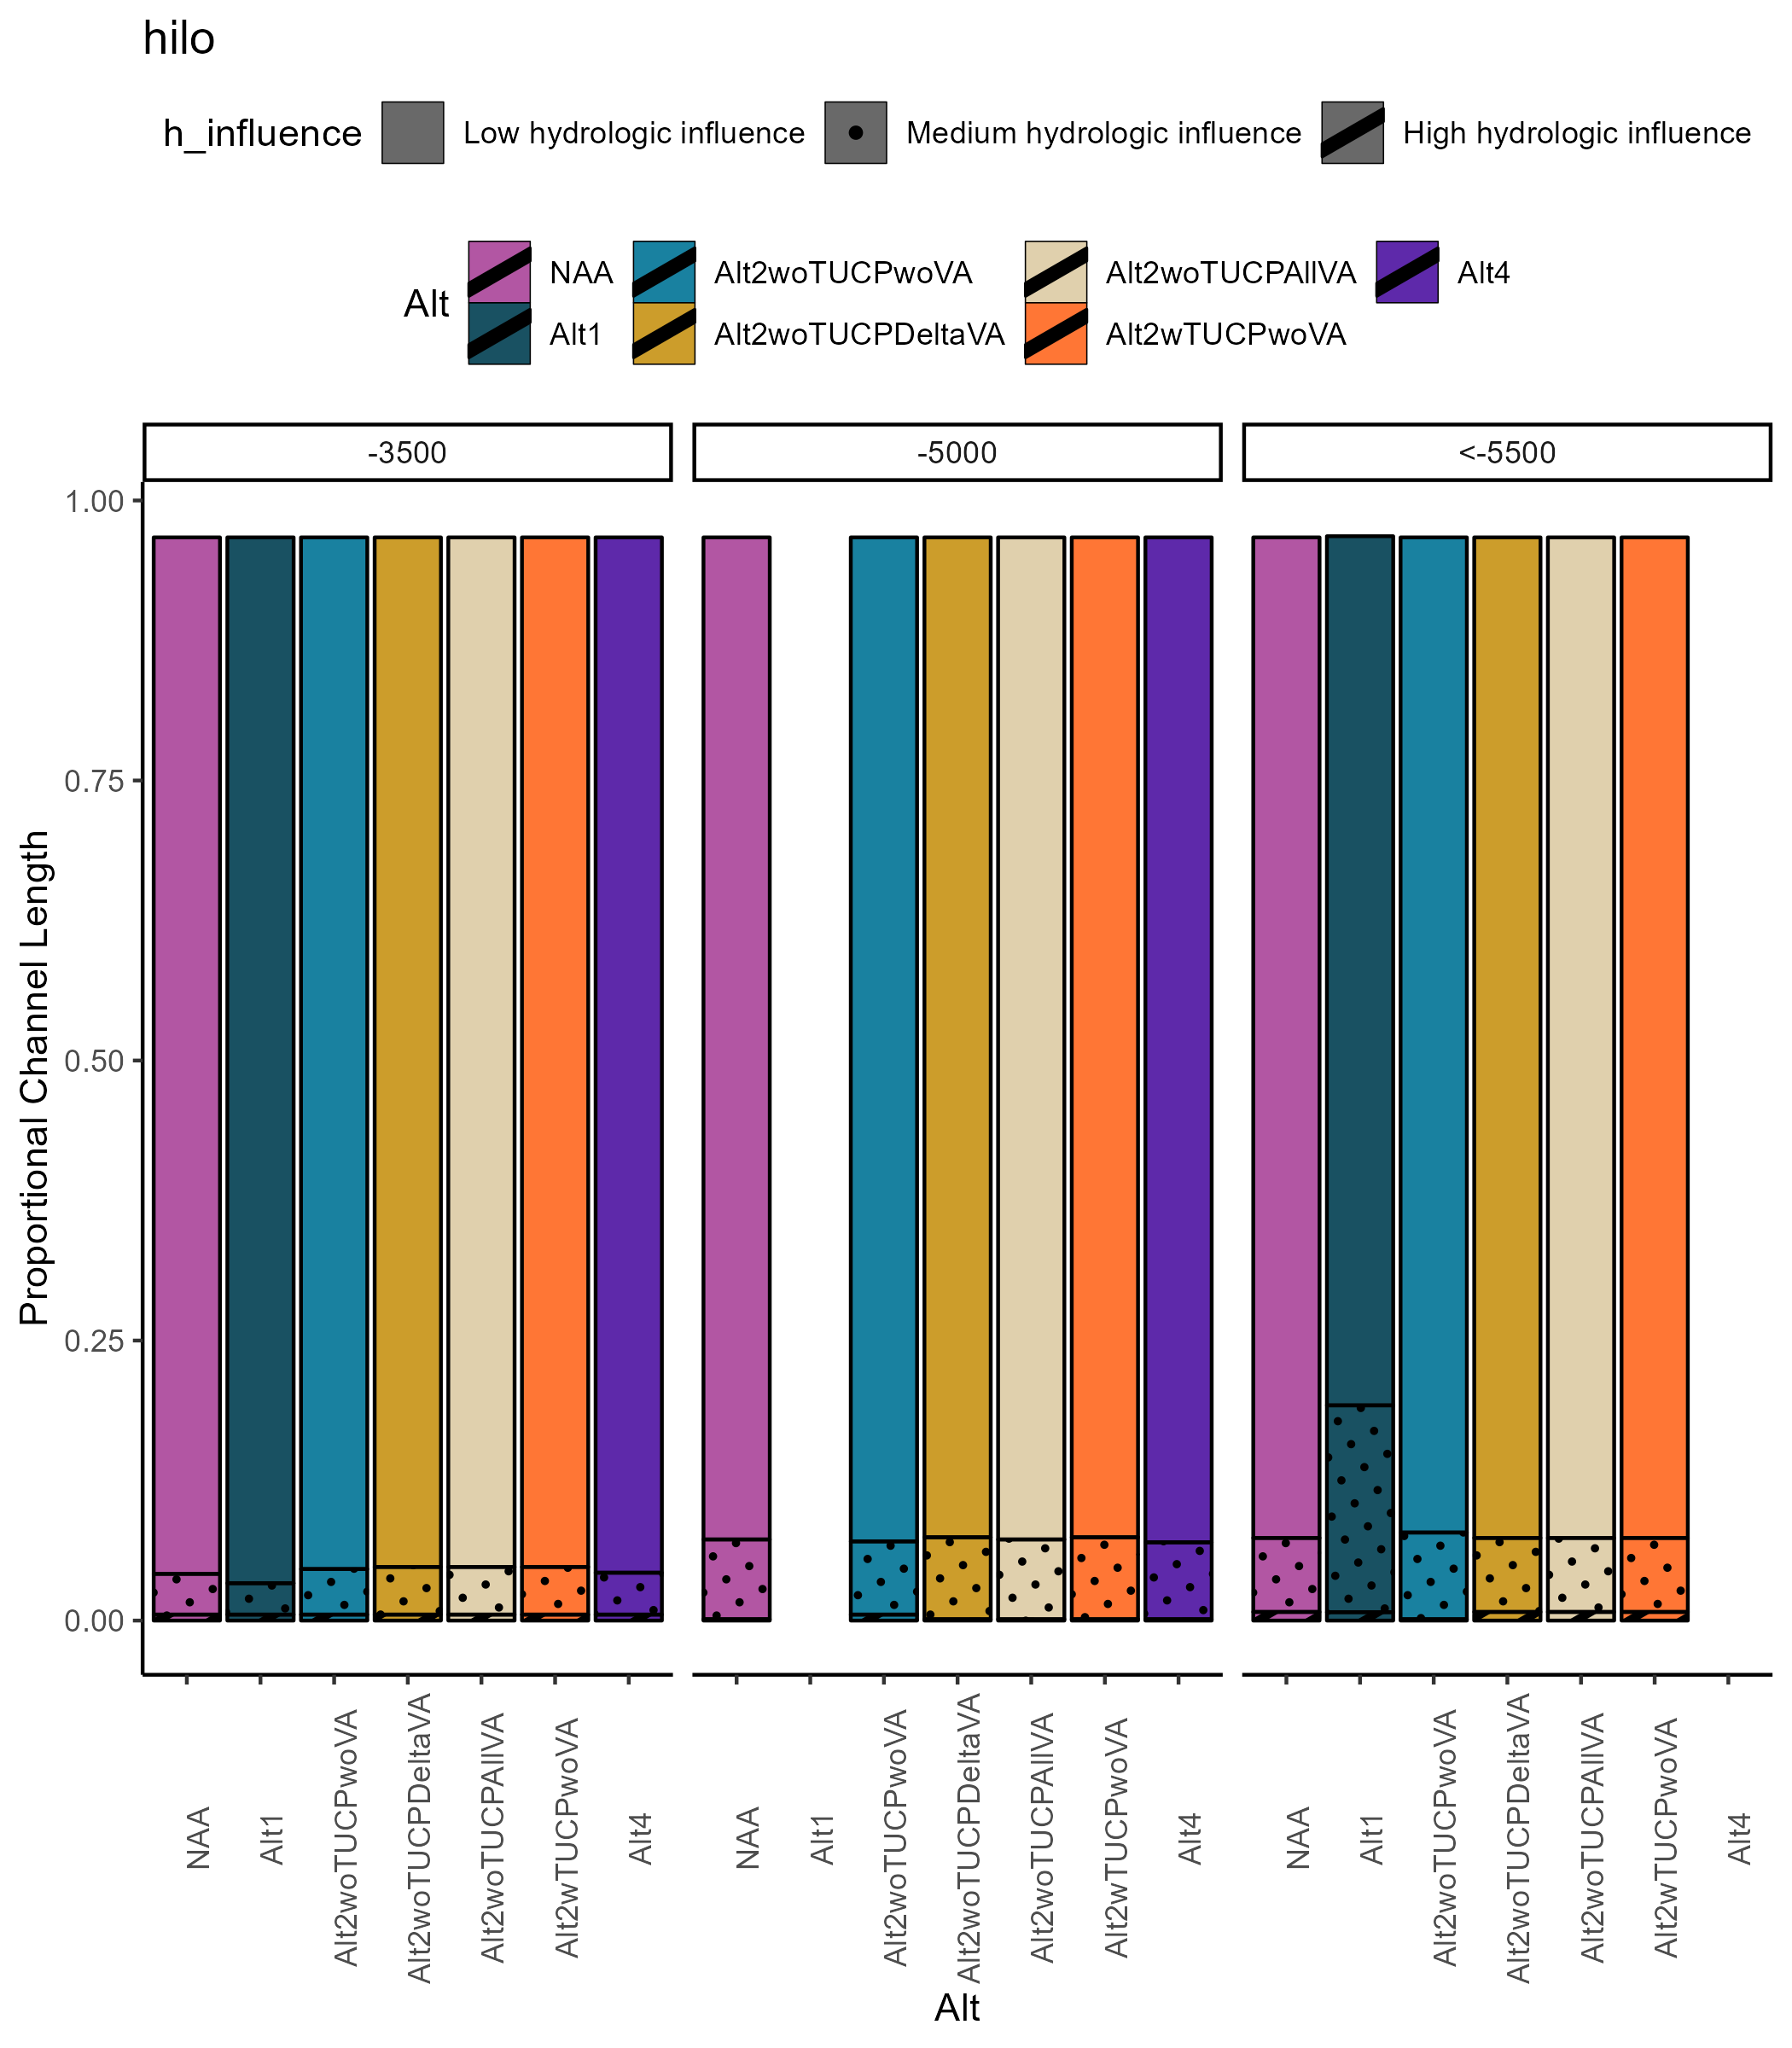 hilo
h_influence Low hydrologic influence Medium hydrologic influence High hydrologic influence
Alt NAA Alt2woTUCPwoVA Alt2woTUCPAllVA Alt4
Alt1 Alt2woTUCPDeltaVA Alt2wTUCPwoVA
-3500 -5000 <-5500
1.00
0.75
0.50
0.25
0.00
Proportional Channel Length
NAA Alt1 Alt2woTUCPwoVA Alt2woTUCPDeltaVA Alt2woTUCPAllVA Alt2wTUCPwoVA Alt4
NAA Alt1 Alt2woTUCPwoVA Alt2woTUCPDeltaVA Alt2woTUCPAllVA Alt2wTUCPwoVA Alt4
NAA Alt1 Alt2woTUCPwoVA Alt2woTUCPDeltaVA Alt2woTUCPAllVA Alt2wTUCPwoVA Alt4
Alt